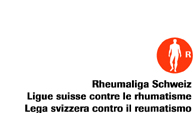 R
Rheumaliga Schweiz
Ligue suisse contre le rhumatisme
Lega svizzera contro il reumatismo